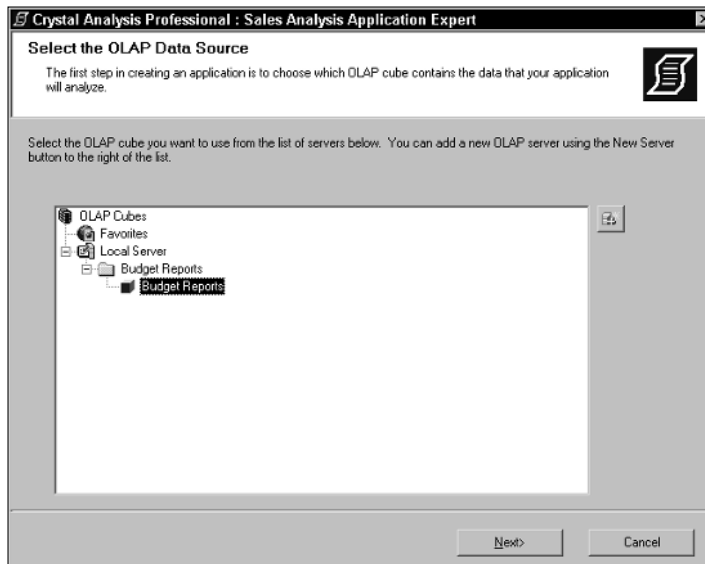 Crystal Analysis Professional : Sales Analysis Application Expert
Select the OLAP Data Source
The first step in creating an application is to choose which OLAP cube contains the data that your application
will analyze.
Select the OLAP cube you want to use from the list of servers below. You can add a new OLAP server using the New Server
button to the right of the list.
OLAP Cubes
Favorites
Local Server
Budget Reports
Budget Reports
Next>
Cancel